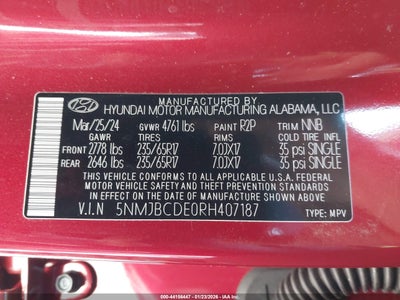 MANUFACTURED BY
HYUNDAI MOTOR MANUFACTURING ALABAMA, LLC
Mar/25/24 GVWR 4761 lbs PAINT R2P TRIM NNB
GAWR TIRES RIMS COLD TIRE INFL
FRONT 2778 lbs 235/65R17 7.0JX17 35 psi SINGLE
REAR 2646 lbs 235/65R17 7.0JX17 35 psi SINGLE
THIS VEHICLE CONFORMS TO ALL APPLICABLE U.S.A FEDERAL
MOTOR VEHICLE SAFETY AND THEFT PREVENTION STANDARDS
IN EFFECT ON THE DATE OF MANUFACTURE SHOWN ABOVE.
V.I.N 5NMJBCDE0RH407187 TYPE: MPV
000-44158447 - 01/23/2026 - IAA